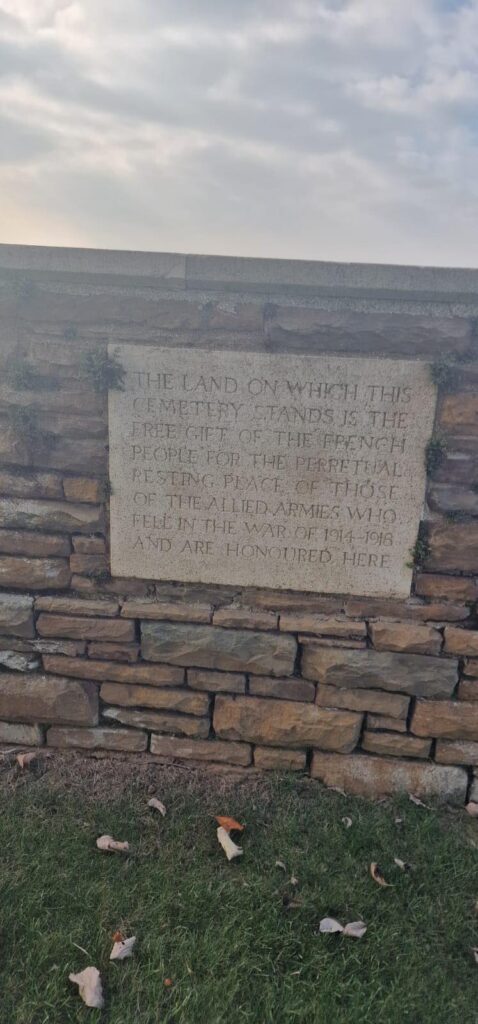 THE LAND ON WHICH THIS
CEMETERY STANDS IS THE
FREE GIFT OF THE FRENCH
PEOPLE FOR THE PERPETUAL
RESTING PLACE OF THOSE
OF THE ALLIED ARMIES WHO
FELL IN THE WAR OF 1914-1918
AND ARE HONOURED HERE